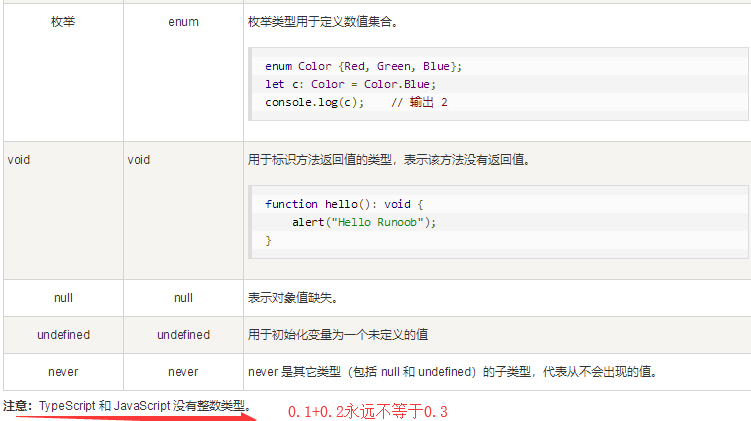 枚举 enum 枚举类型用于定义数值集合。
enum Color {Red, Green, Blue};
let c: Color = Color.Blue;
console.log(c);    // 输出 2
void void 用于标识方法返回值的类型，表示该方法没有返回值。
function hello(): void {
    alert("Hello Runoob");
}
null null 表示对象值缺失。
undefined undefined 用于初始化变量为一个未定义的值
never never never 是其它类型（包括 null 和 undefined）的子类型，代表从不会出现的值。
注意：TypeScript 和 JavaScript 没有整数类型。
0.1+0.2永远不等于0.3